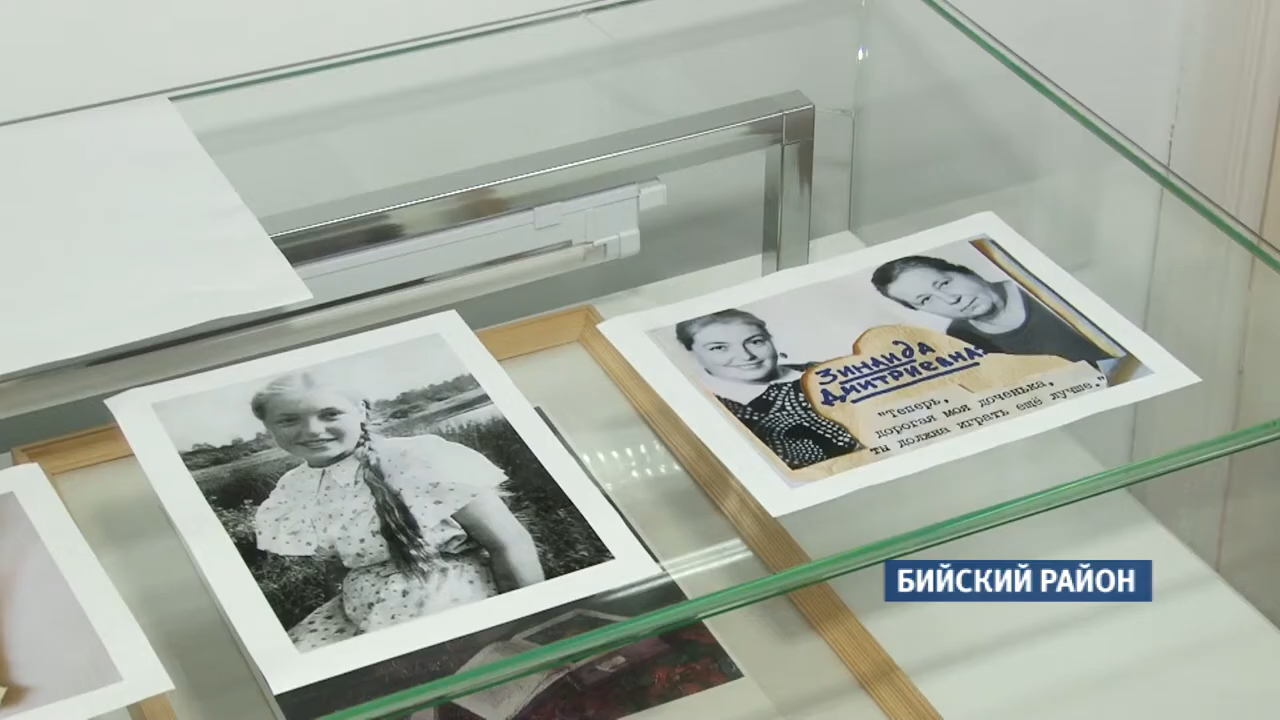 ЗИНАИДА
ДМИТРИЕВНА:
"Теперь,
дорогая моя доченька,
ты должна играть ещё лучше."
БИЙСКИЙ РАЙОН